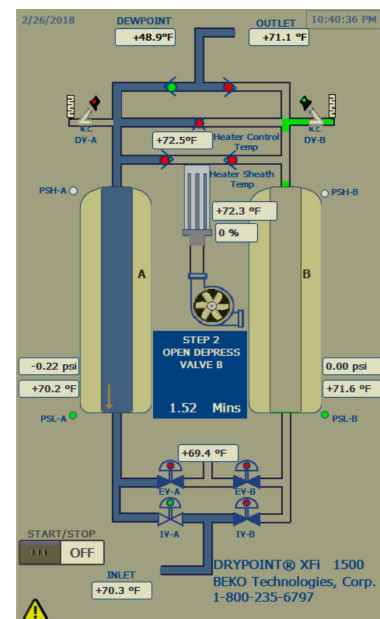 2/26/2018
DEWPOINT
+48.9°F
OUTLET
+71.1 °F
10:40:36 PM
N.C.
DV-A
N.C.
DV-B
+72.5°F
Heater Control
Temp
Heater Sheath
Temp
PSH-A
PSH-B
+72.3 °F
0 %
A
B
STEP 2
OPEN DEPRESS
VALVE B
1.52 Mins
-0.22 psi
+70.2 °F
0.00 psi
+71.6 °F
PSL-A
PSL-B
+69.4 °F
EV-A
EV-B
IV-A
IV-B
START/STOP
OFF
INLET
+70.3 °F
DRYPOINT® XFi 1500
BEKO Technologies, Corp.
1-800-235-6797